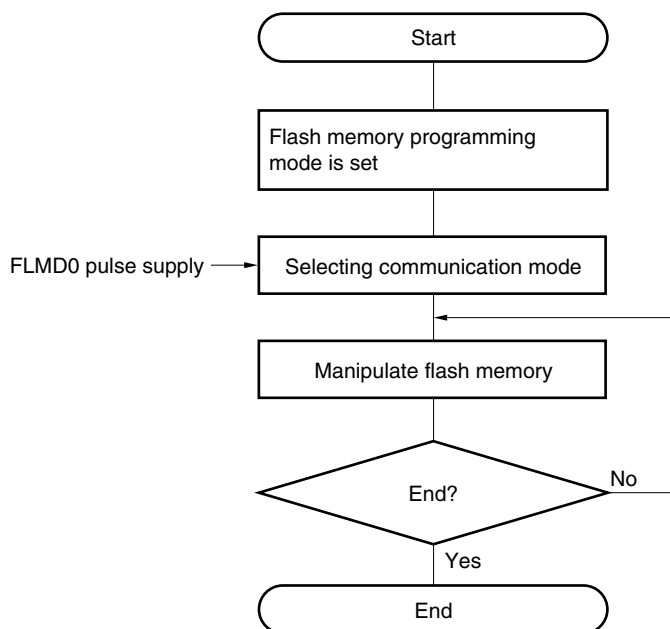 Start
Flash memory programming
mode is set
FLMD0 pulse supply
Selecting communication mode
Manipulate flash memory
End?
No
Yes
End